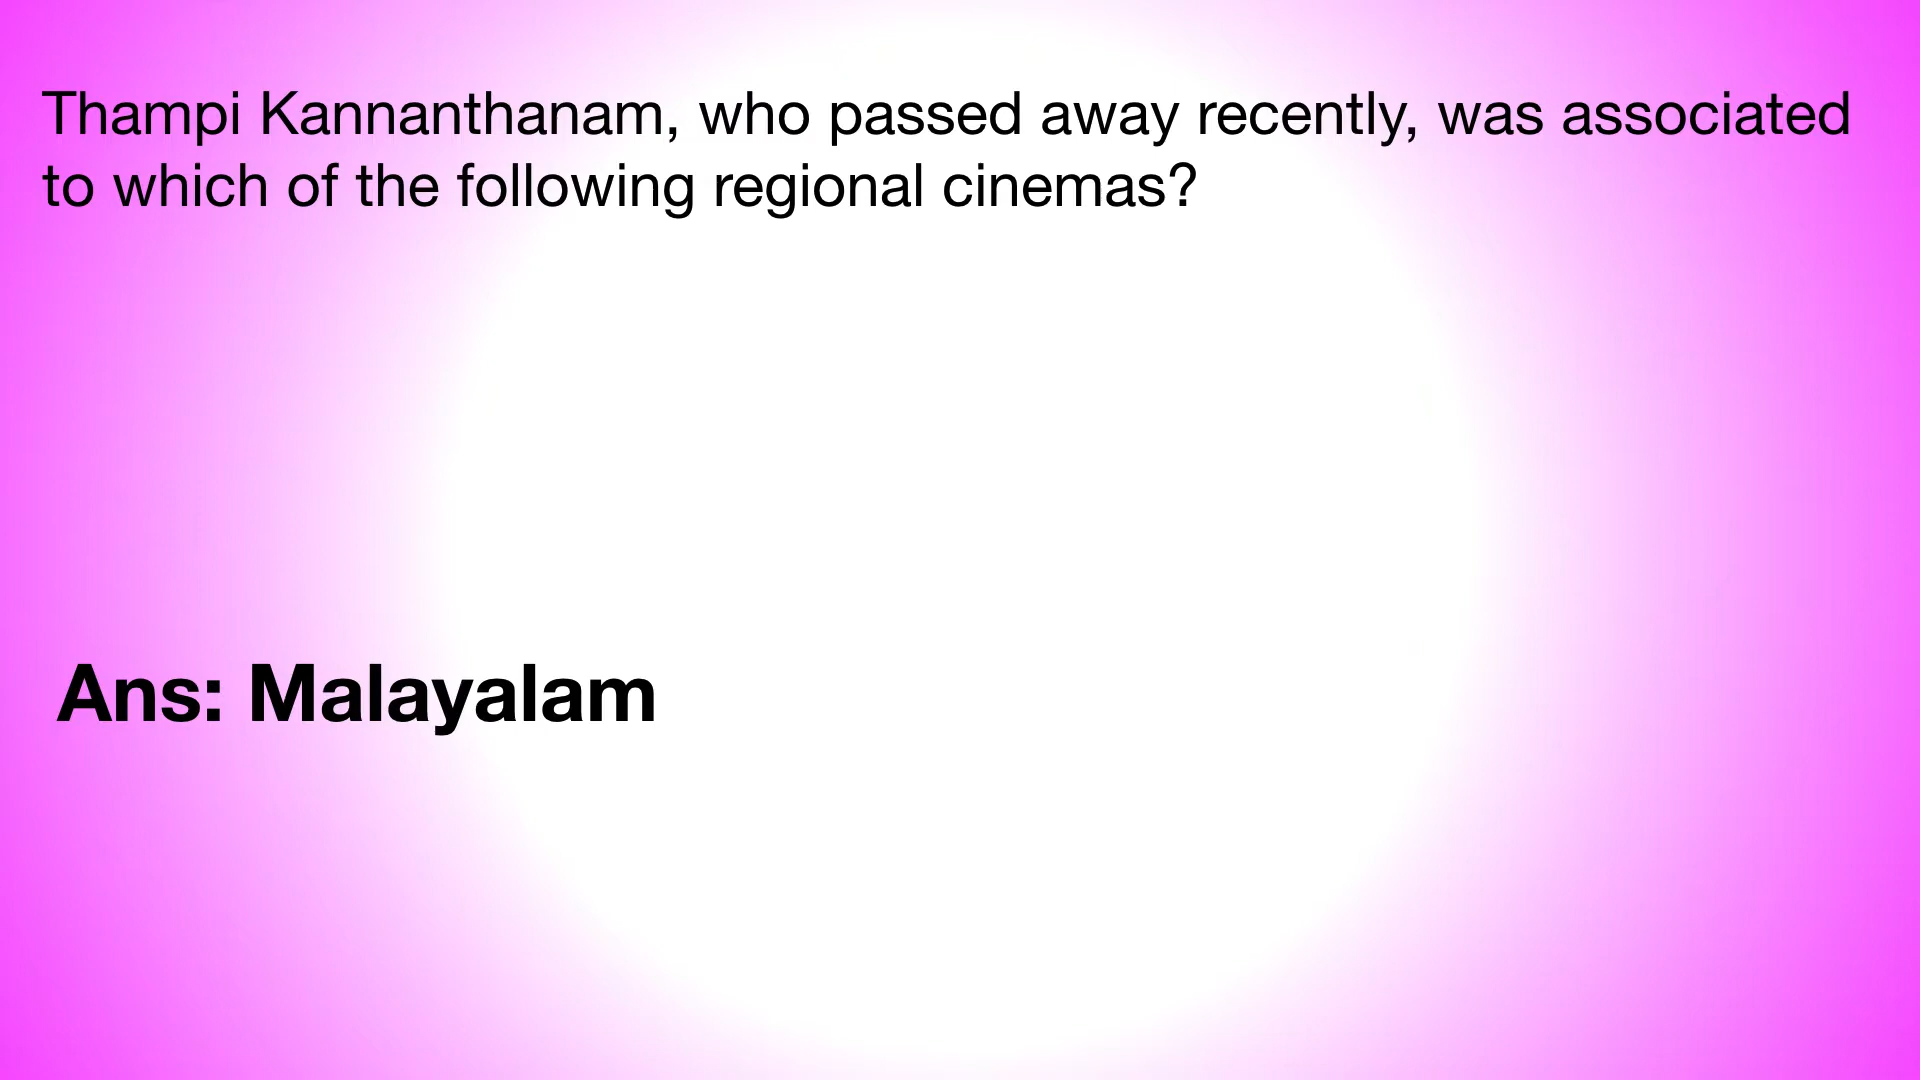 Thampi Kannanthanam, who passed away recently, was associated
to which of the following regional cinemas?
Ans: Malayalam